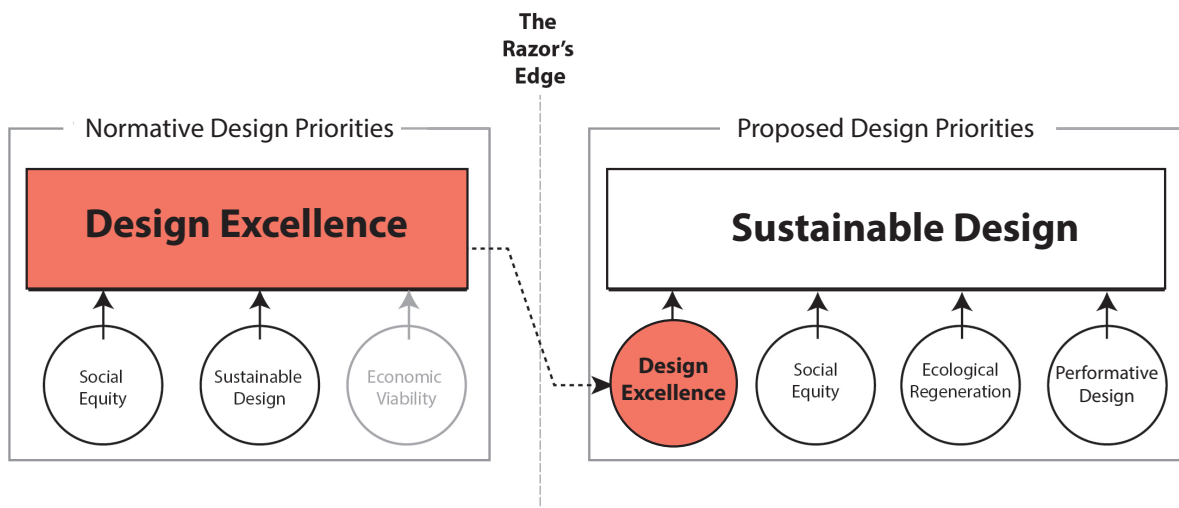 The
Razor’s
Edge
Normative Design Priorities
Design Excellence
Social
Equity
Sustainable
Design
Economic
Viability
Proposed Design Priorities
Sustainable Design
Design
Excellence
Social
Equity
Ecological
Regeneration
Performative
Design